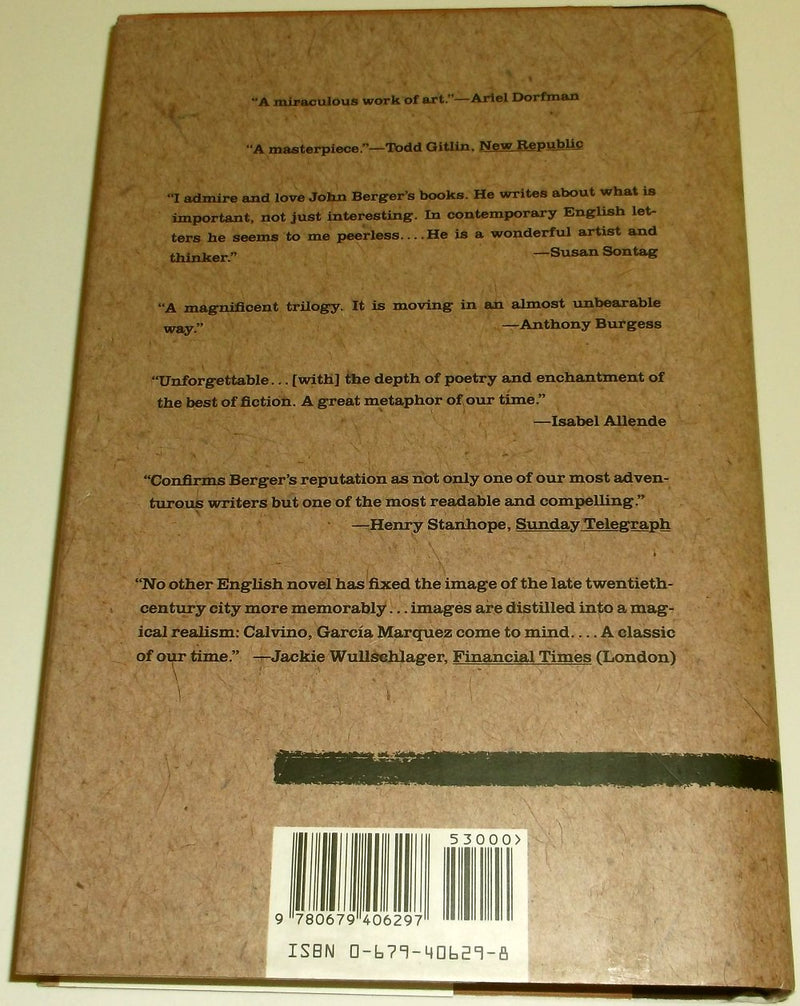 "A miraculous work of art."—Ariel Dorfman
"A masterpiece."—Todd Gitlin, New Republic
"I admire and love John Berger's books. He writes about what is
important, not just interesting. In contemporary English let-
ters he seems to me peerless....He is a wonderful artist and
thinker." —Susan Sontag
"A magnificent trilogy. It is moving in an almost unbearable
way." —Anthony Burgess
"Unforgettable... [with] the depth of poetry and enchantment of
the best of fiction. A great metaphor of our time."
—Isabel Allende
"Confirms Berger's reputation as not only one of our most adven-
turous writers but one of the most readable and compelling."
—Henry Stanhope, Sunday Telegraph
"No other English novel has fixed the image of the late twentieth-
century city more memorably...images are distilled into a mag-
ical realism: Calvino, García Marquez come to mind.... A classic
of our time." —Jackie Wullschlager, Financial Times (London)
53000>
9 780679 406297
ISBN 0-679-40629-8